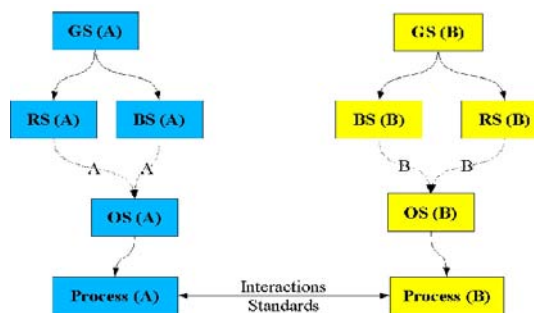 GS (A)
GS (B)
RS (A)
BS (A)
BS (B)
RS (B)
A
A
B
B
OS (A)
OS (B)
Process (A)
Interactions
Standards
Process (B)